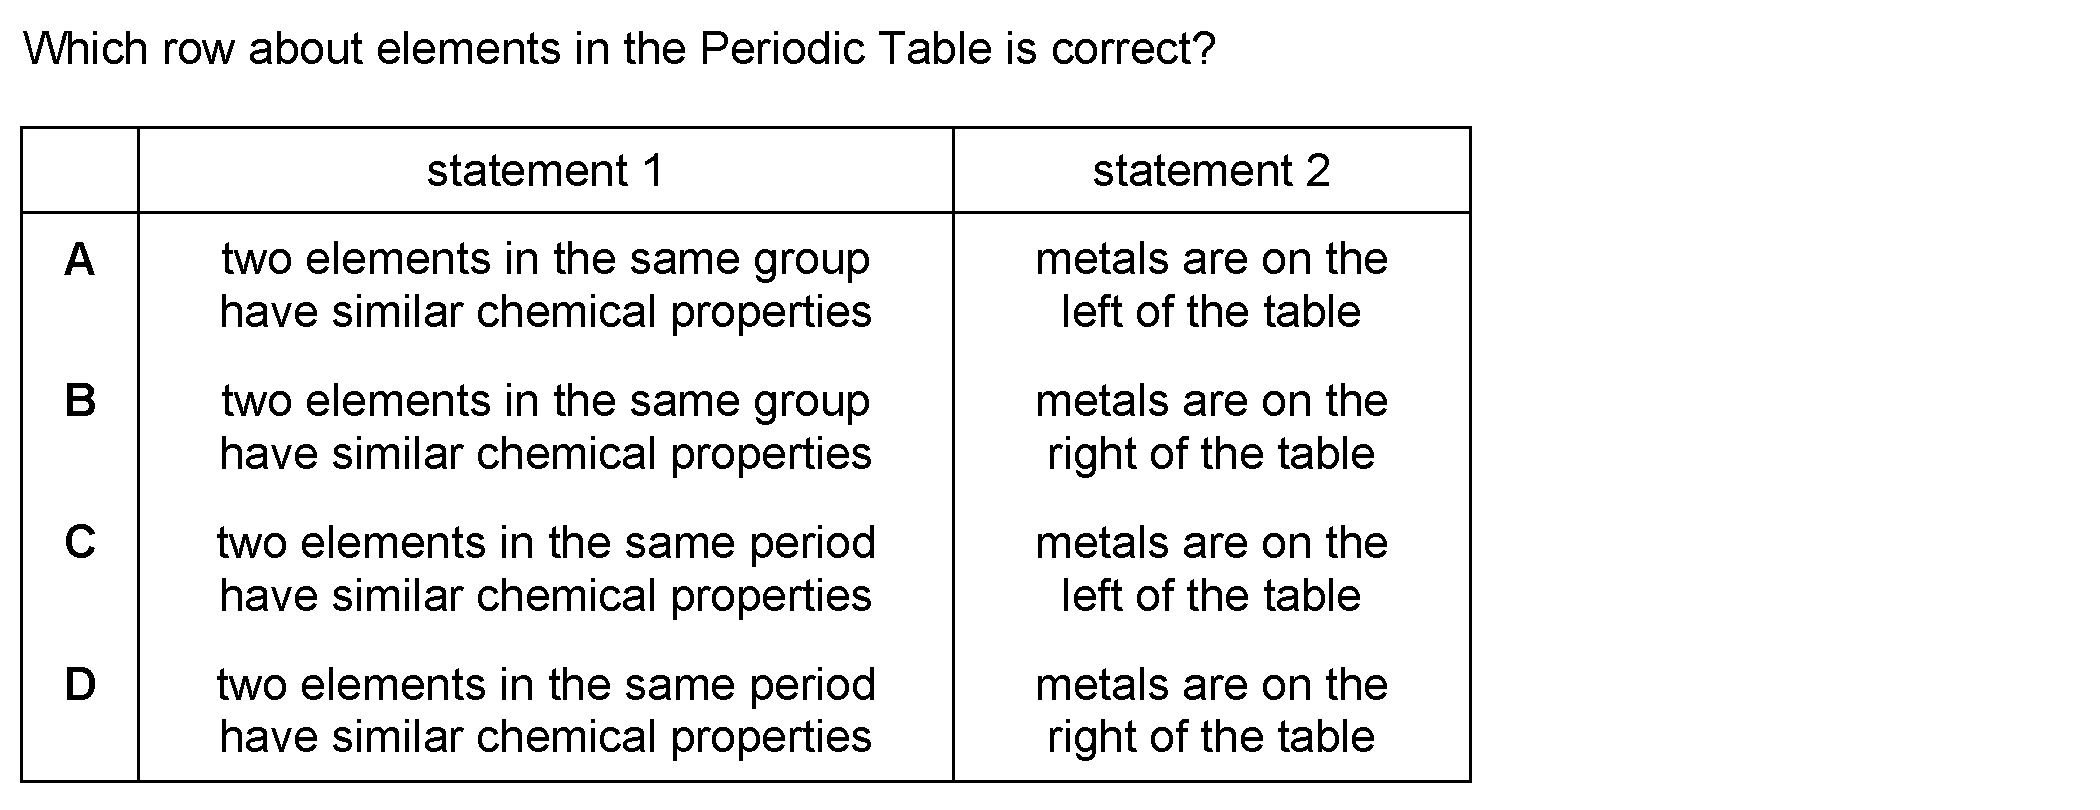 Which row about elements in the Periodic Table is correct?
statement 1 statement 2
A two elements in the same group metals are on the
have similar chemical properties left of the table
B two elements in the same group metals are on the
have similar chemical properties right of the table
C two elements in the same period metals are on the
have similar chemical properties left of the table
D two elements in the same period metals are on the
have similar chemical properties right of the table